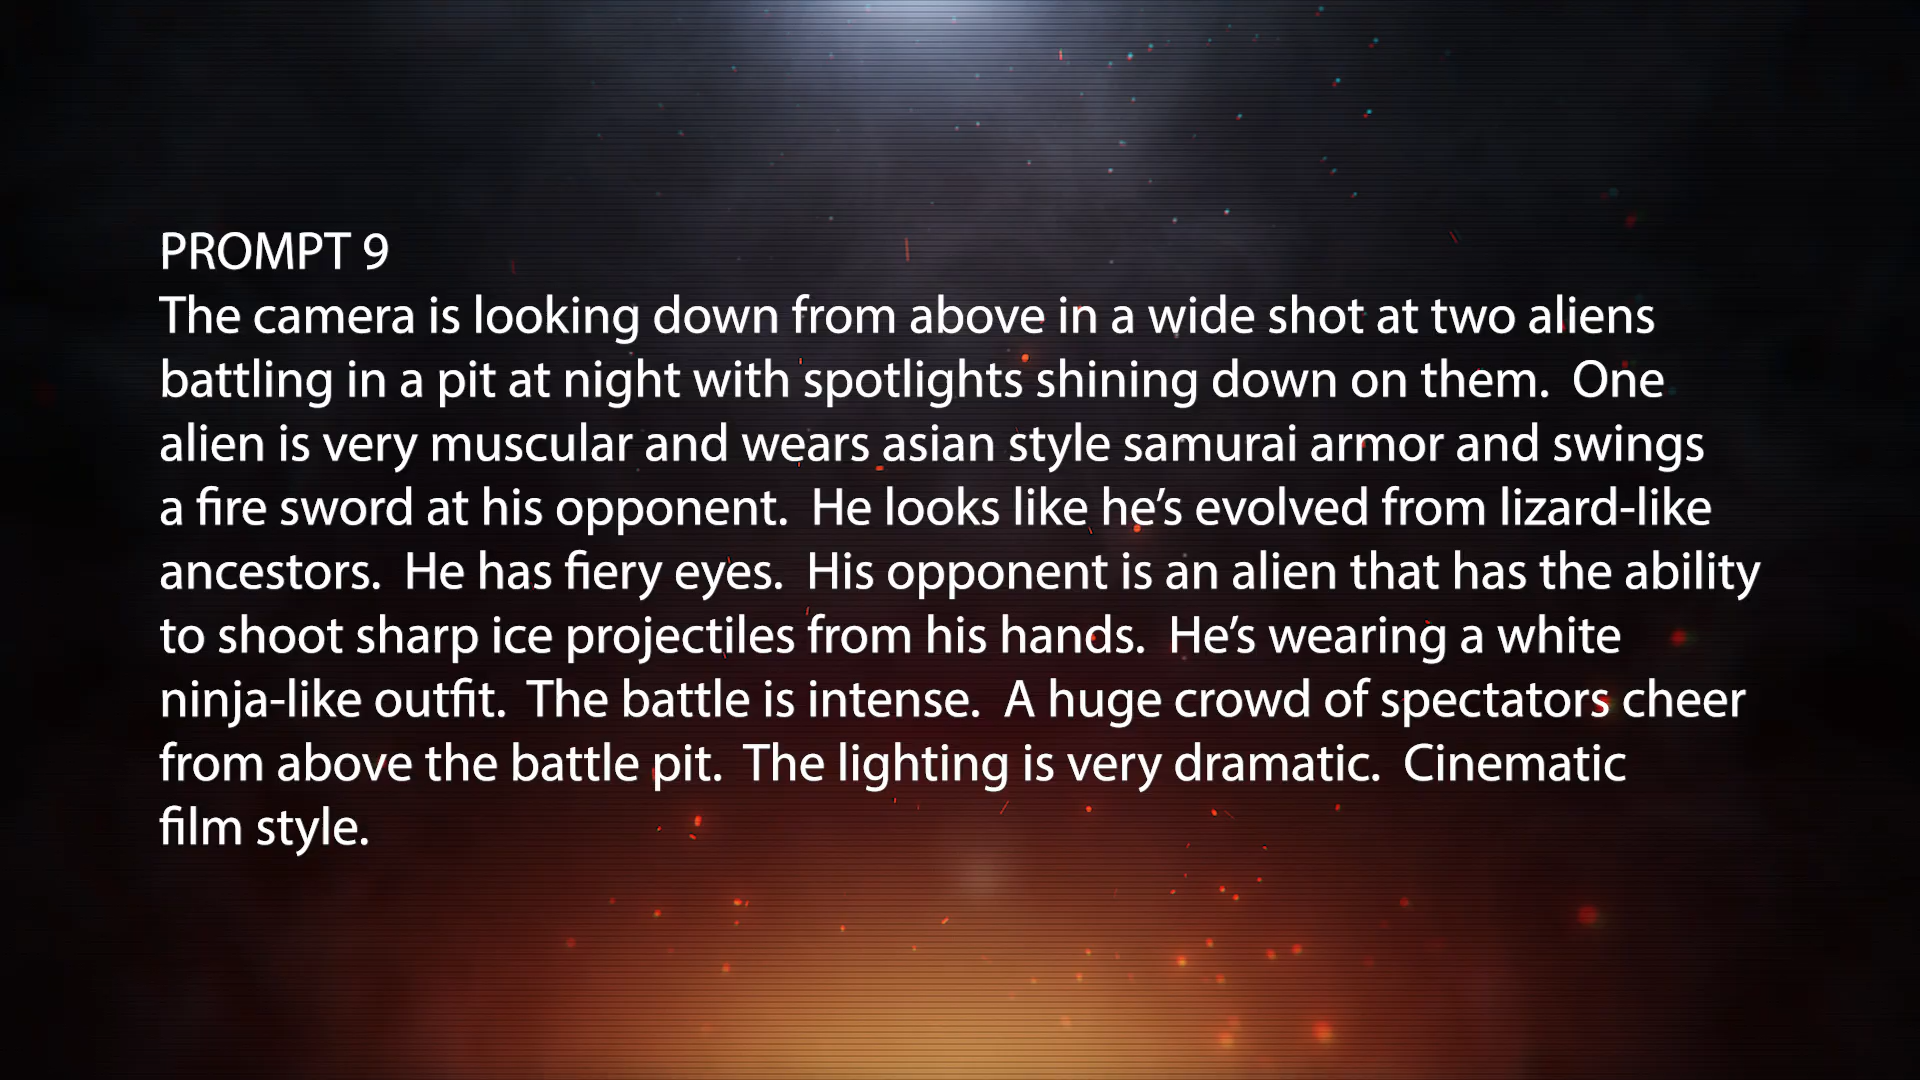 PROMPT 9
The camera is looking down from above in a wide shot at two aliens
battling in a pit at night with spotlights shining down on them.  One
alien is very muscular and wears asian style samurai armor and swings
a fire sword at his opponent.  He looks like he’s evolved from lizard-like
ancestors.  He has fiery eyes.  His opponent is an alien that has the ability
to shoot sharp ice projectiles from his hands.  He’s wearing a white
ninja-like outfit.  The battle is intense.  A huge crowd of spectators cheer
from above the battle pit.  The lighting is very dramatic.  Cinematic
film style.